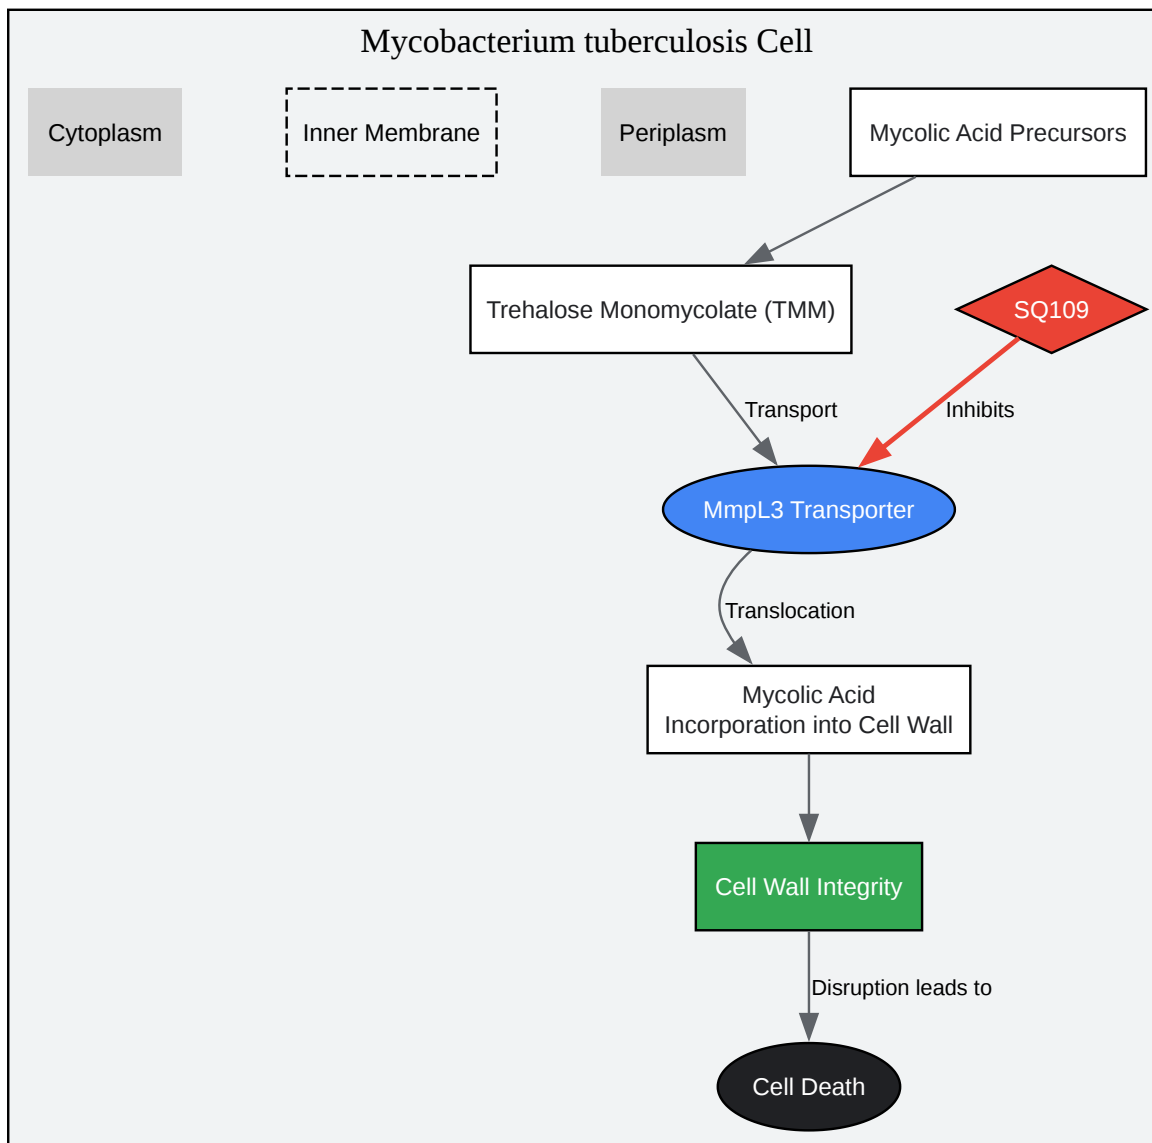 Mycobacterium tuberculosis Cell
Cytoplasm
Inner Membrane
Periplasm
Mycolic Acid Precursors
Trehalose Monomycolate (TMM)
SQ109
Transport
Inhibits
MmpL3 Transporter
Translocation
Mycolic Acid
Incorporation into Cell Wall
Cell Wall Integrity
Disruption leads to
Cell Death